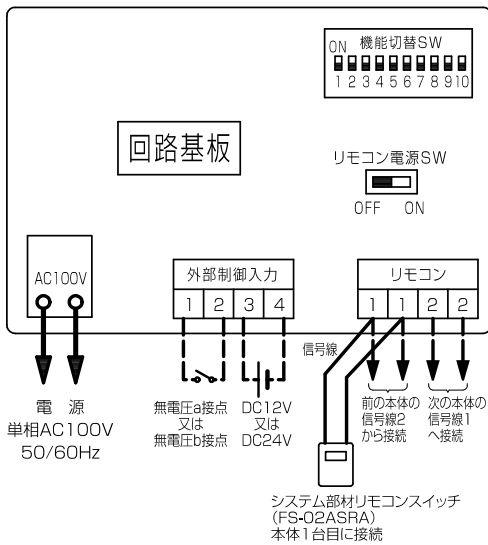 機能切替SW
ON
1 2 3 4 5 6 7 8 9 10
回路基板
リモコン電源SW
OFF ON
AC100V
外部制御入力
1 2 3 4
リモコン
1 1 2 2
信号線
電 源
単相AC100V
50/60Hz
無電圧a接点
又は
無電圧b接点
DC12V
又は
DC24V
前の本体の
信号線2
から接続
次の本体の
信号線1
へ接続
システム部材リモコンスイッチ
(FS-02ASRA)
本体1台目に接続